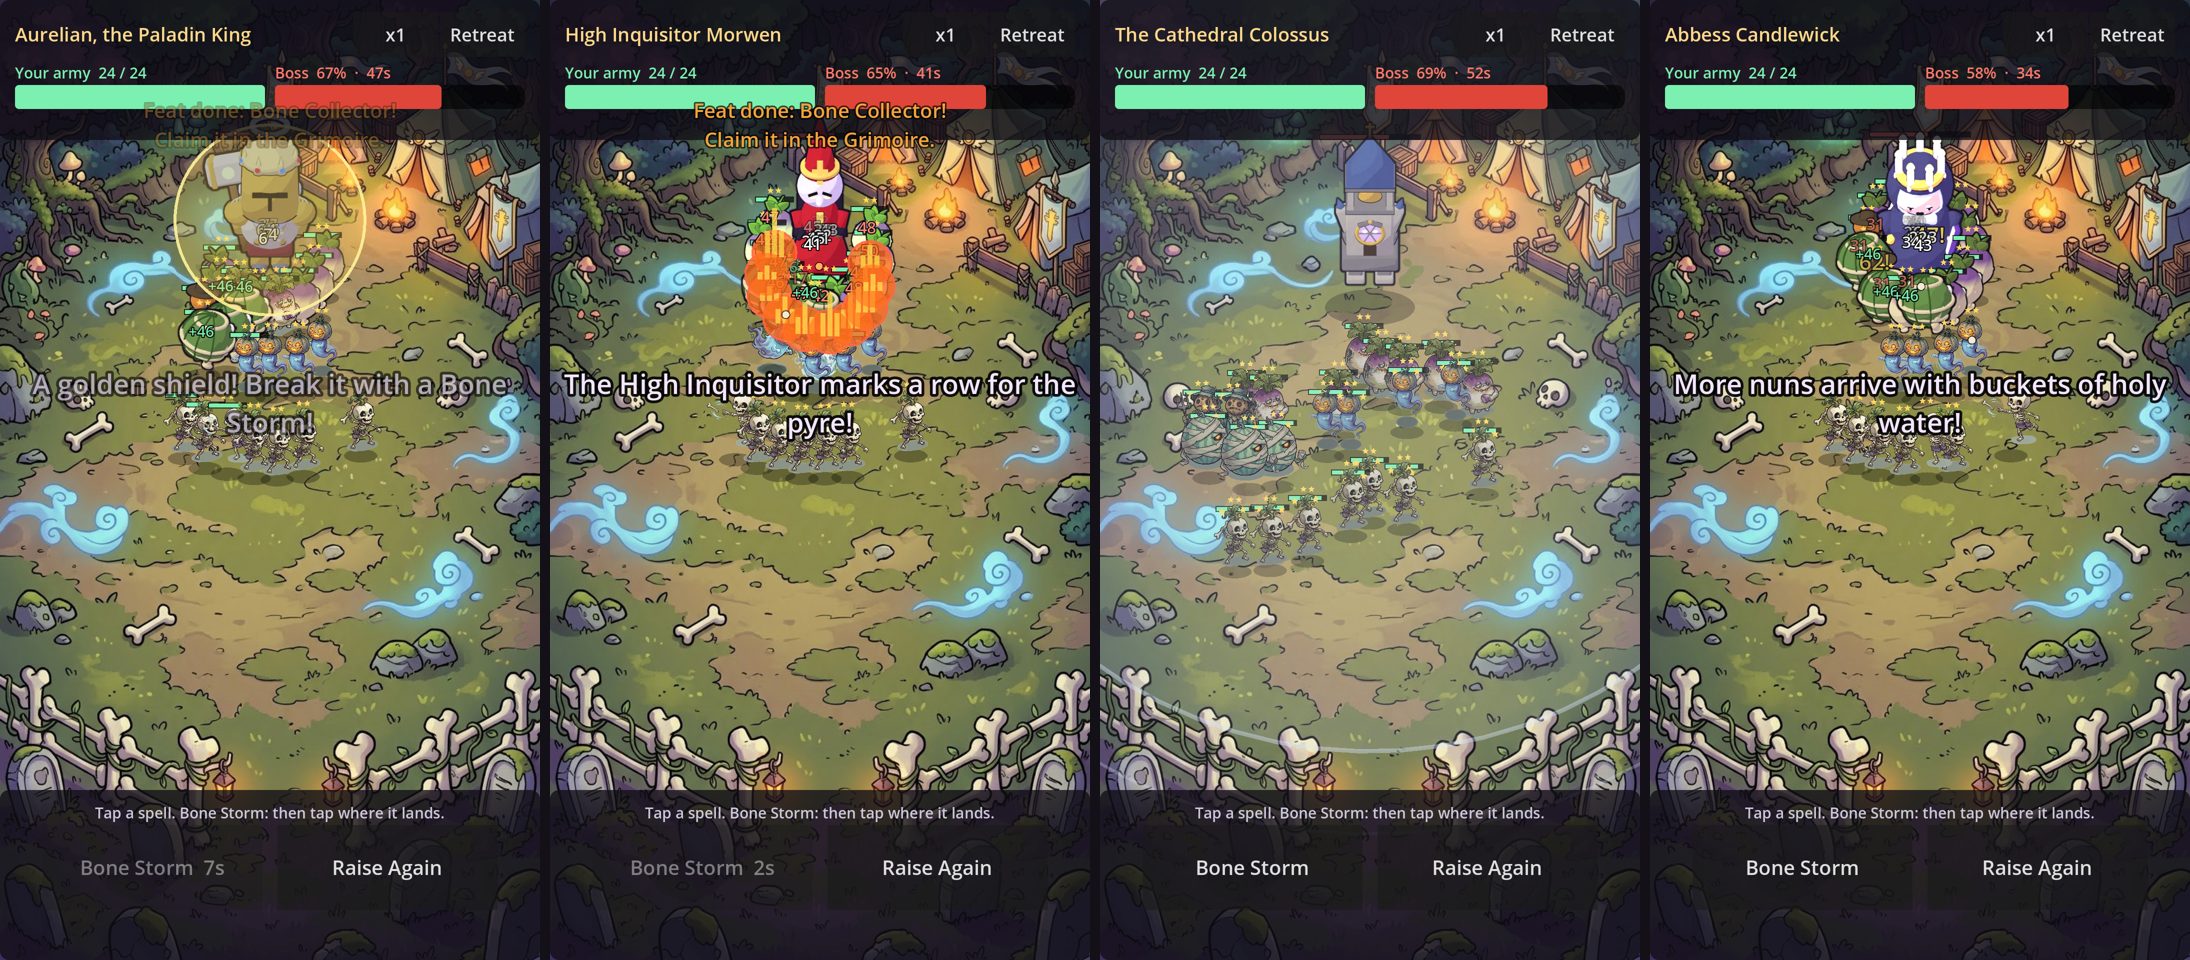 Aurelian, the Paladin King
x1
Retreat
Your army 24 / 24
Boss 67% · 47s
Feat done: Bone Collector!
Claim it in the Grimoire.
+46
+46
A golden shield! Break it with a Bone
Storm!
Tap a spell. Bone Storm: then tap where it lands.
Bone Storm 7s
Raise Again
High Inquisitor Morwen
x1
Retreat
Your army 24 / 24
Boss 65% · 41s
Feat done: Bone Collector!
Claim it in the Grimoire.
48
+46
The High Inquisitor marks a row for the
pyre!
Tap a spell. Bone Storm: then tap where it lands.
Bone Storm 2s
Raise Again
The Cathedral Colossus
x1
Retreat
Your army 24 / 24
Boss 69% · 52s
Tap a spell. Bone Storm: then tap where it lands.
Bone Storm
Raise Again
Abbess Candlewick
x1
Retreat
Your army 24 / 24
Boss 58% · 34s
+46
+46
More nuns arrive with buckets of holy
water!
Tap a spell. Bone Storm: then tap where it lands.
Bone Storm
Raise Again